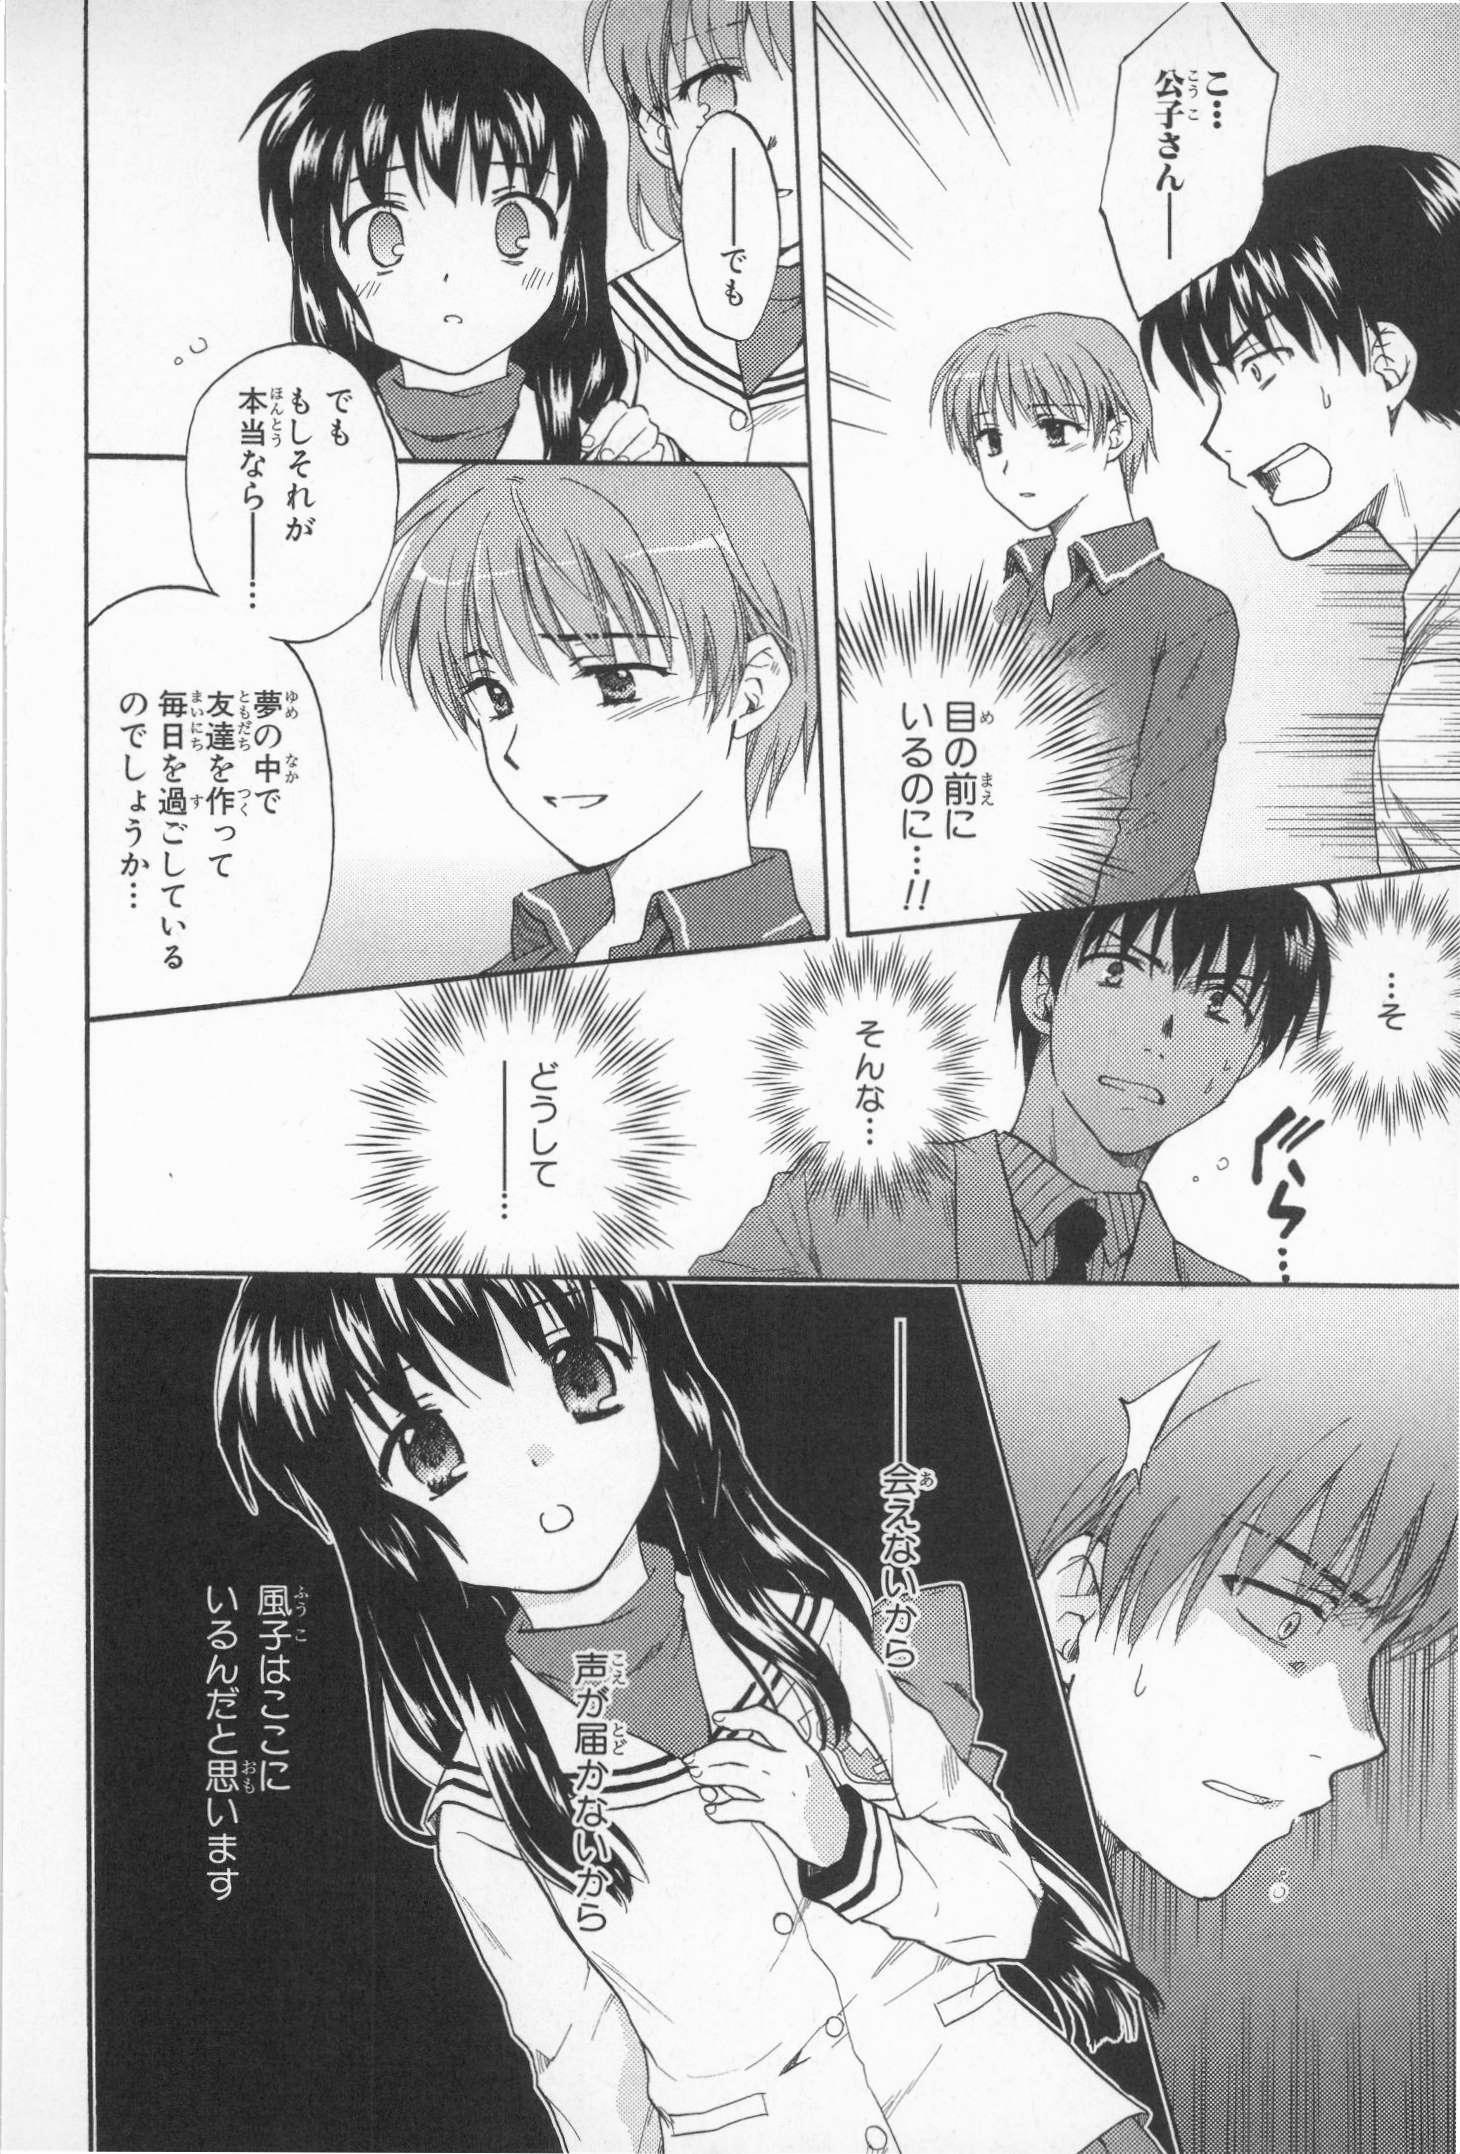 こ…
公子さん――
目の前に
いるのに…!!
――でも
でも
もしそれが
本当なら――…
夢の中で
友達を作って
毎日を過ごしている
のでしょうか…
…そ
そんな…
どうして
――…
ぐら…
――会えないから
声が届かないから
風子はここに
いるんだと思います